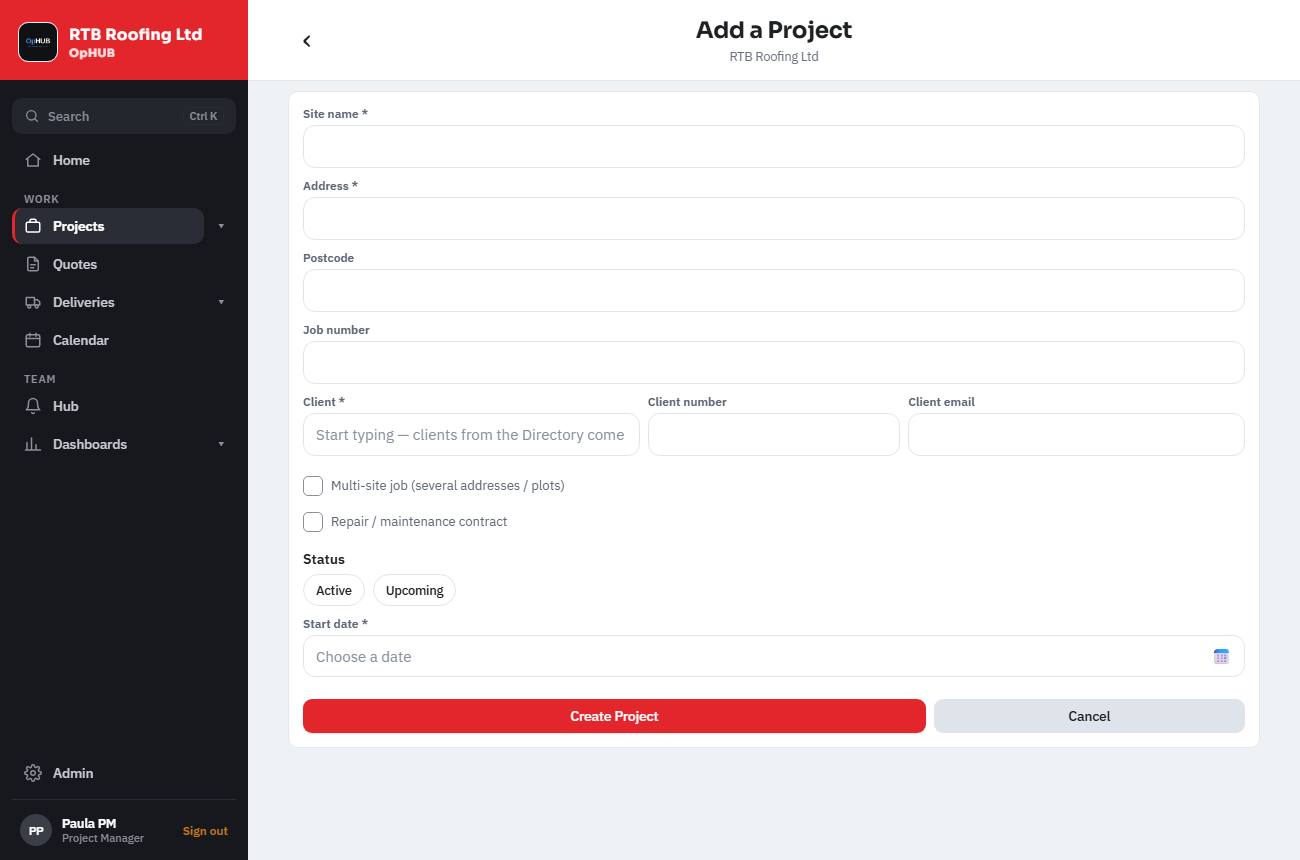 OpHUB
RTB Roofing Ltd
OpHUB
Search
Ctrl K
Home
WORK
Projects
Quotes
Deliveries
Calendar
TEAM
Hub
Dashboards
Admin
PP
Paula PM
Project Manager
Sign out
Add a Project
RTB Roofing Ltd
Site name *
Address *
Postcode
Job number
Client *
Client number
Client email
Start typing — clients from the Directory come
Multi-site job (several addresses / plots)
Repair / maintenance contract
Status
Active
Upcoming
Start date *
Choose a date
Create Project
Cancel